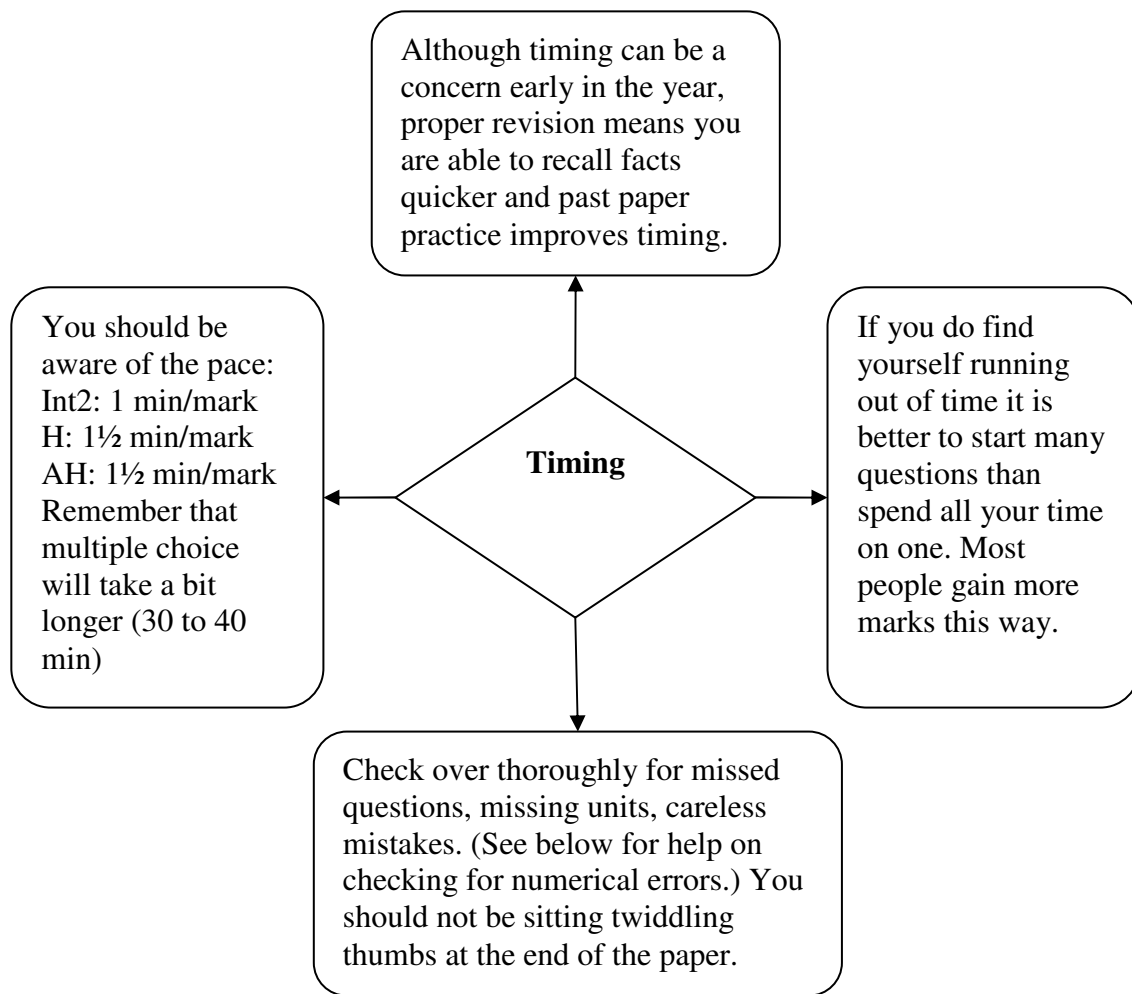 Although timing can be a
concern early in the year,
proper revision means you
are able to recall facts
quicker and past paper
practice improves timing.
You should be
aware of the pace:
Int2: 1 min/mark
H: 1½ min/mark
AH: 1½ min/mark
Remember that
multiple choice
will take a bit
longer (30 to 40
min)
Timing
If you do find
yourself running
out of time it is
better to start many
questions than
spend all your time
on one. Most
people gain more
marks this way.
Check over thoroughly for missed
questions, missing units, careless
mistakes. (See below for help on
checking for numerical errors.) You
should not be sitting twiddling
thumbs at the end of the paper.